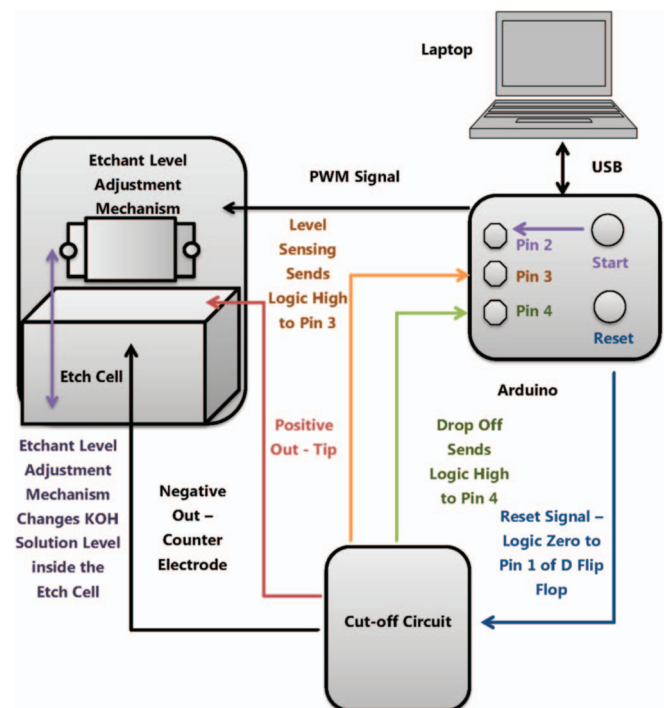 Laptop
Etchant Level
Adjustment
Mechanism
PWM Signal
USB
Level
Sensing
Sends
Logic High
to Pin 3
Pin 2
Start
Pin 3
Pin 4
Reset
Etch Cell
Arduino
Etchant Level
Adjustment
Mechanism
Changes KOH
Solution Level
inside the
Etch Cell
Negative
Out –
Counter
Electrode
Positive
Out - Tip
Drop Off
Sends
Logic High
to Pin 4
Reset Signal –
Logic Zero to
Pin 1 of D Flip
Flop
Cut-off Circuit